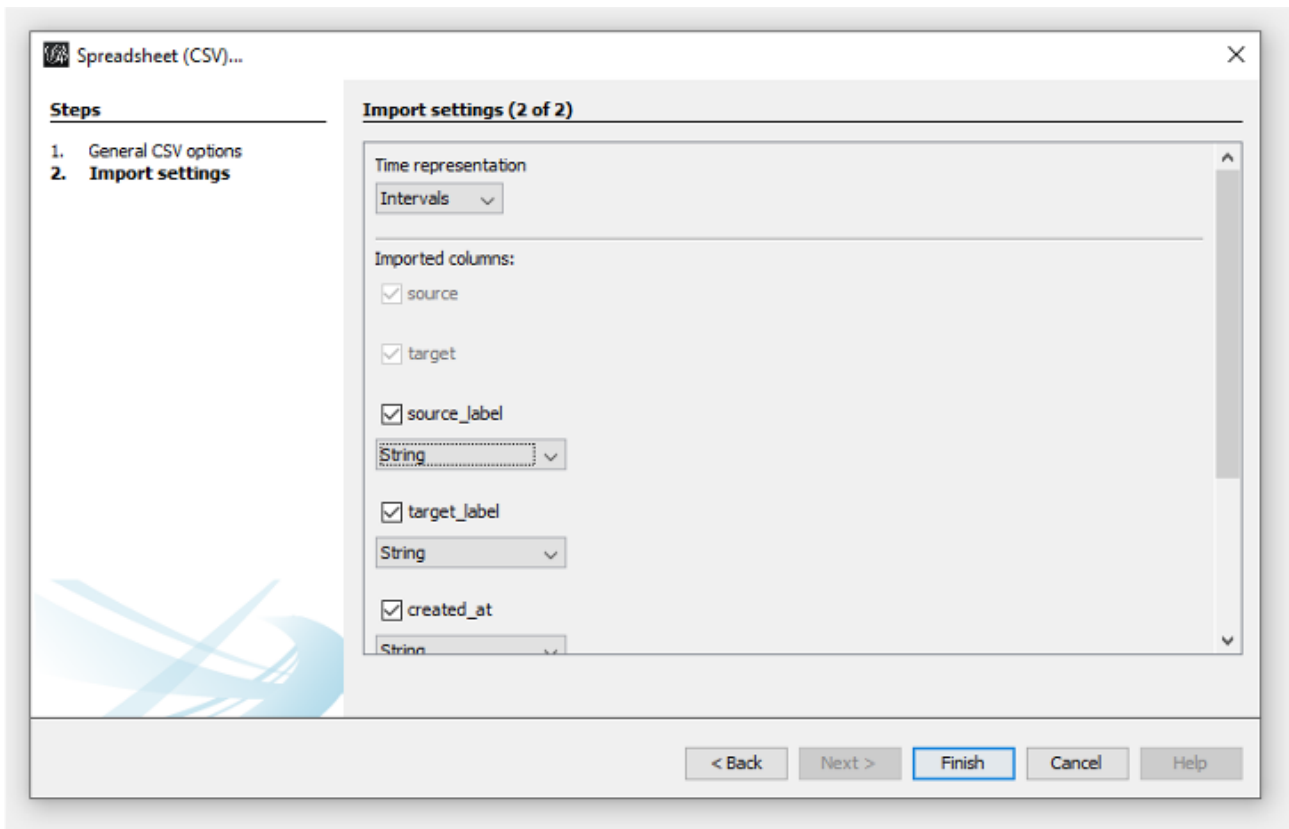 Spreadsheet (CSV)...
Steps
1. General CSV options
2. Import settings
Import settings (2 of 2)
Time representation
Intervals
Imported columns:
source
target
source_label
String
target_label
String
created_at
String
< Back Next > Finish Cancel Help